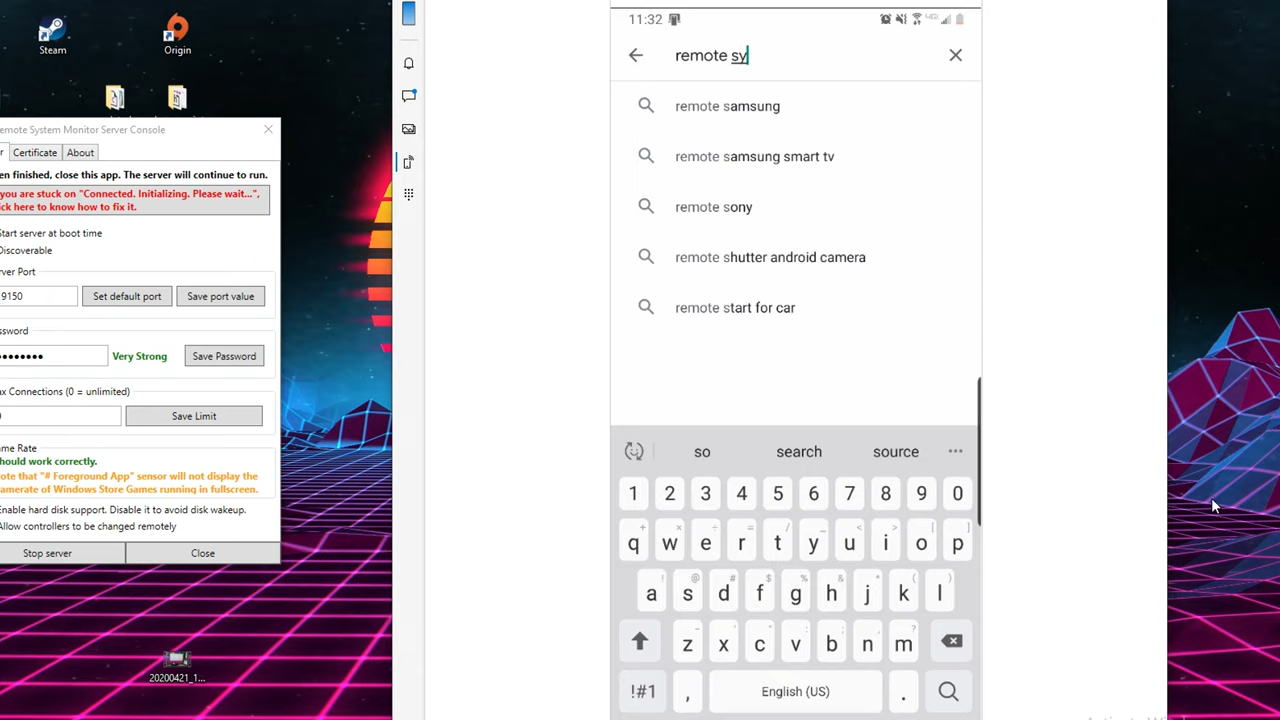 Steam
Origin
emote System Monitor Server Console
r
Certificate
About
en finished, close this app. The server will continue to run.
you are stuck on "Connected. Initializing. Please wait...",
ick here to know how to fix it.
Start server at boot time
Discoverable
rver Port
9150
Set default port
Save port value
ssword
Very Strong
Save Password
ax Connections (0 = unlimited)
0
Save Limit
ame Rate
hould work correctly.
ote that "# Foreground App" sensor will not display the
amerate of Windows Store Games running in fullscreen.
Enable hard disk support. Disable it to avoid disk wakeup.
Allow controllers to be changed remotely
Stop server
Close
20200421_1...
11:32
remote sy
remote samsung
remote samsung smart tv
remote sony
remote shutter android camera
remote start for car
so
search
source
1 2 3 4 5 6 7 8 9 0
q w e r t y u i o p
a s d f g h j k l
z x c v b n m
!#1 , English (US) .